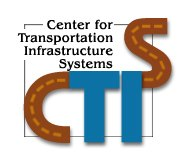 Center for
Transportation
Infrastructure
Systems
CTIS